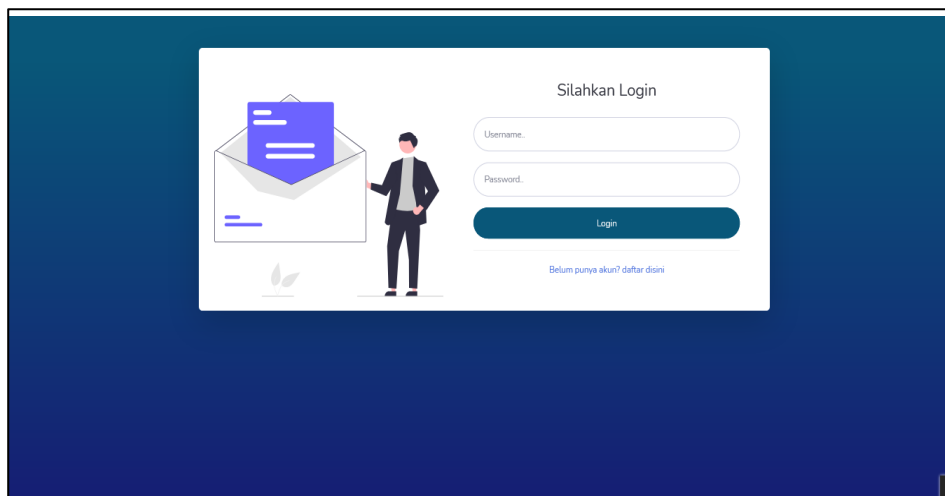 Silahkan Login
Username..
Password..
Login
Belum punya akun? daftar disini